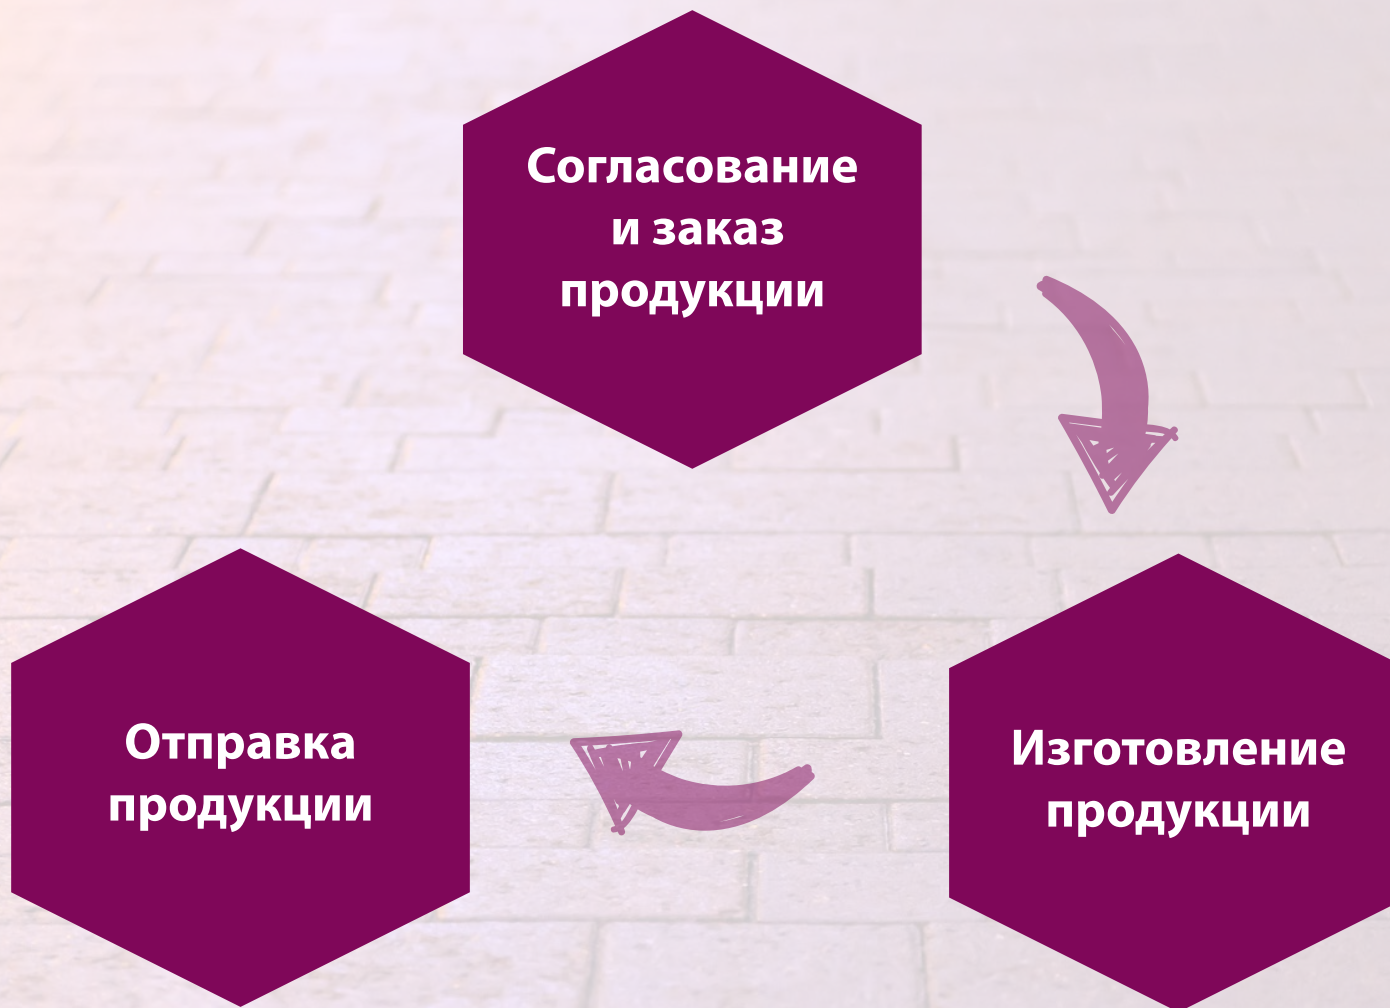 Согласование
и заказ
продукции
Изготовление
продукции
Отправка
продукции